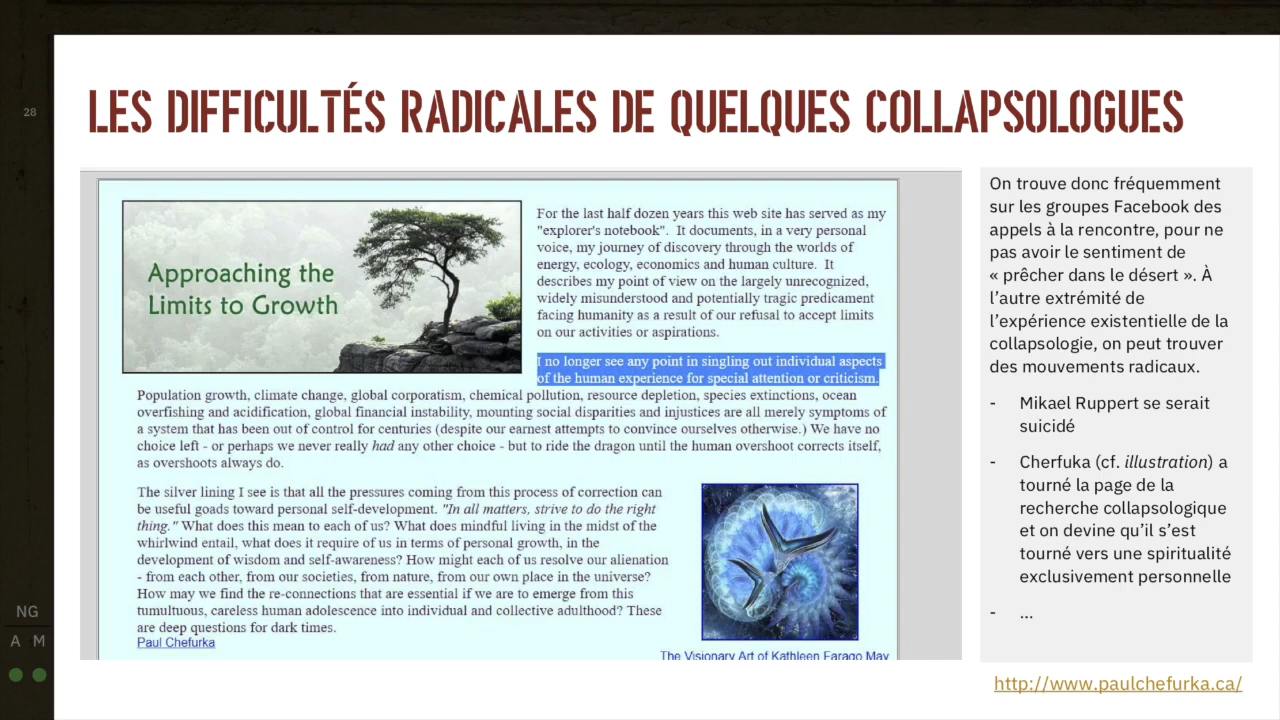 28
LES DIFFICULTÉS RADICALES DE QUELQUES COLLAPSOLOGUES
Approaching the
Limits to Growth
For the last half dozen years this web site has served as my
"explorer's notebook".  It documents, in a very personal
voice, my journey of discovery through the worlds of
energy, ecology, economics and human culture.  It
describes my point of view on the largely unrecognized,
widely misunderstood and potentially tragic predicament
facing humanity as a result of our refusal to accept limits
on our activities or aspirations.
I no longer see any point in singling out individual aspects
of the human experience for special attention or criticism.
Population growth, climate change, global corporatism, chemical pollution, resource depletion, species extinctions, ocean
overfishing and acidification, global financial instability, mounting social disparities and injustices are all merely symptoms of
a system that has been out of control for centuries (despite our earnest attempts to convince ourselves otherwise.) We have no
choice left - or perhaps we never really had any other choice - but to ride the dragon until the human overshoot corrects itself,
as overshoots always do.
The silver lining I see is that all the pressures coming from this process of correction can
be useful goads toward personal self-development. "In all matters, strive to do the right
thing." What does this mean to each of us? What does mindful living in the midst of the
whirlwind entail, what does it require of us in terms of personal growth, in the
development of wisdom and self-awareness? How might each of us resolve our alienation
- from each other, from our societies, from nature, from our own place in the universe?
How may we find the re-connections that are essential if we are to emerge from this
tumultuous, careless human adolescence into individual and collective adulthood? These
are deep questions for dark times.
Paul Chefurka
The Visionary Art of Kathleen Farago May
On trouve donc fréquemment
sur les groupes Facebook des
appels à la rencontre, pour ne
pas avoir le sentiment de
« prêcher dans le désert ». À
l'autre extrémité de
l'expérience existentielle de la
collapsologie, on peut trouver
des mouvements radicaux.
- Mikael Ruppert se serait
suicidé
- Cherfuka (cf. illustration) a
tourné la page de la
recherche collapsologique
et on devine qu'il s'est
tourné vers une spiritualité
exclusivement personnelle
- ...
http://www.paulchefurka.ca/
NG
A M